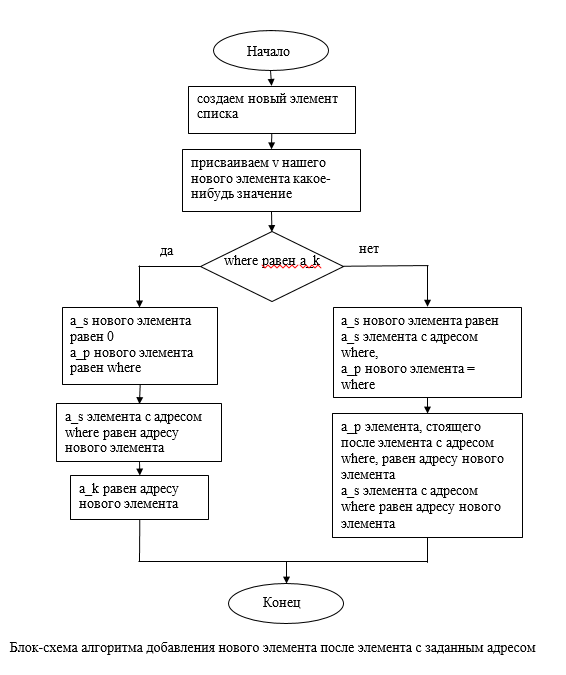 Начало
создаем новый элемент
списка
присваиваем v нашего
нового элемента какое-
нибудь значение
where равен a_k
да
нет
a_s нового элемента
равен 0
a_p нового элемента
равен where
a_s элемента с адресом
where равен адресу
нового элемента
a_k равен адресу
нового элемента
a_s нового элемента равен
a_s элемента с адресом
where,
a_p нового элемента =
where
a_p элемента, стоящего
после элемента с адресом
where, равен адресу нового
элемента
a_s элемента с адресом
where равен адресу нового
элемента
Конец
Блок-схема алгоритма добавления нового элемента после элемента с заданным адресом